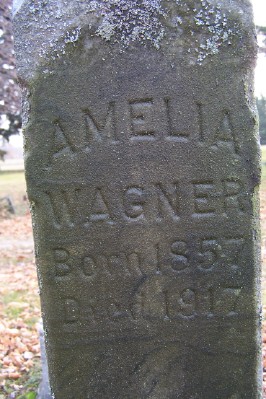 AMELIA
WAGNER
Born 1857
Died 1917